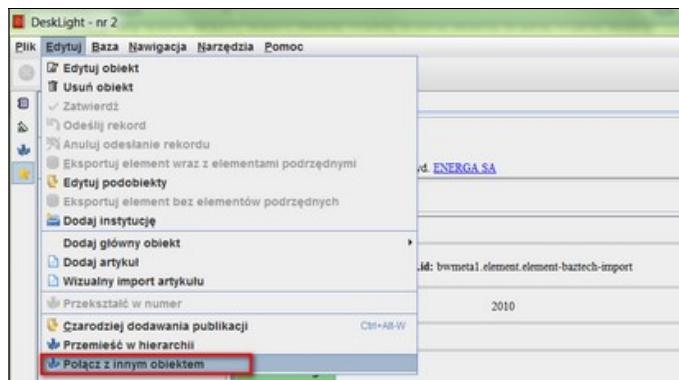 DeskLight - nr 2
Plik Edytuj Baza Nawigacja Narzędzia Pomoc
Edytuj obiekt
Usuń obiekt
Zatwierdź
Odeślij rekord
Anuluj odesłanie rekordu
Eksportuj element wraz z elementami podrzędnymi
yd. ENERGA SA
Edytuj podobiekty
Eksportuj element bez elementów podrzędnych
Dodaj instytucję
Dodaj główny obiekt
Dodaj artykuł
.id: bwmeta1.element.element-baztech-import
Wizualny import artykułu
Przekształć w numer
2010
Czarodziej dodawania publikacji Ctrl+Alt-W
Przemieść w hierarchii
Połącz z innym obiektem